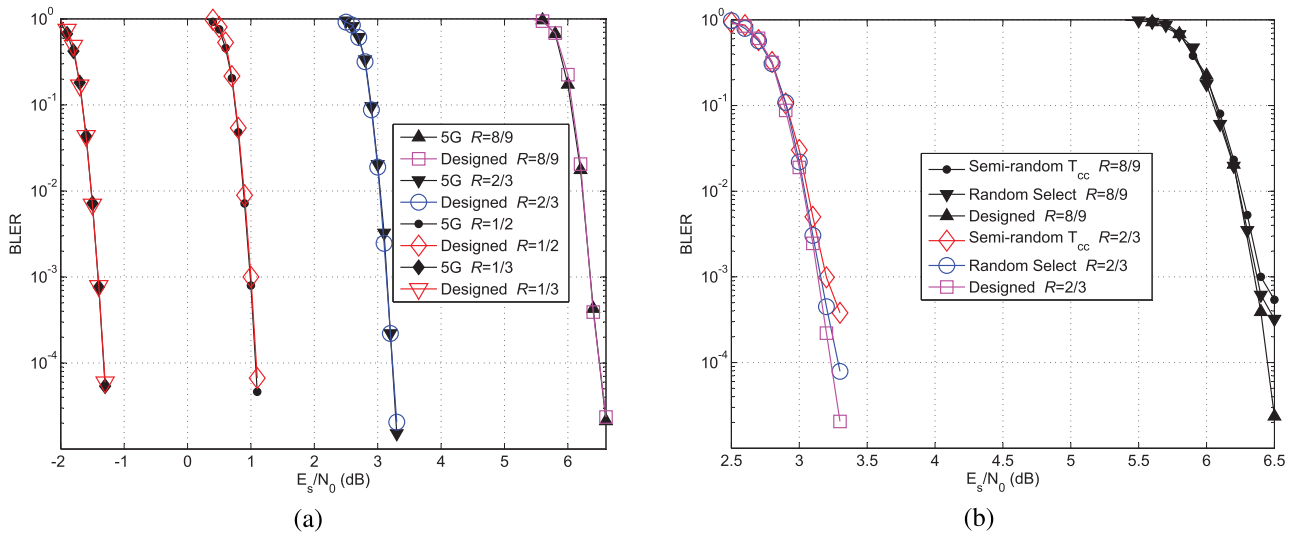 10^0
10^-1
10^-2
10^-3
10^-4
BLER
-2 -1 0 1 2 3 4 5 6
E_s/N_0 (dB)
5G R=8/9
Designed R=8/9
5G R=2/3
Designed R=2/3
5G R=1/2
Designed R=1/2
5G R=1/3
Designed R=1/3
(a)
10^0
10^-1
10^-2
10^-3
10^-4
BLER
2.5 3 3.5 4 4.5 5 5.5 6 6.5
E_s/N_0 (dB)
Semi-random T_cc R=8/9
Random Select R=8/9
Designed R=8/9
Semi-random T_cc R=2/3
Random Select R=2/3
Designed R=2/3
(b)